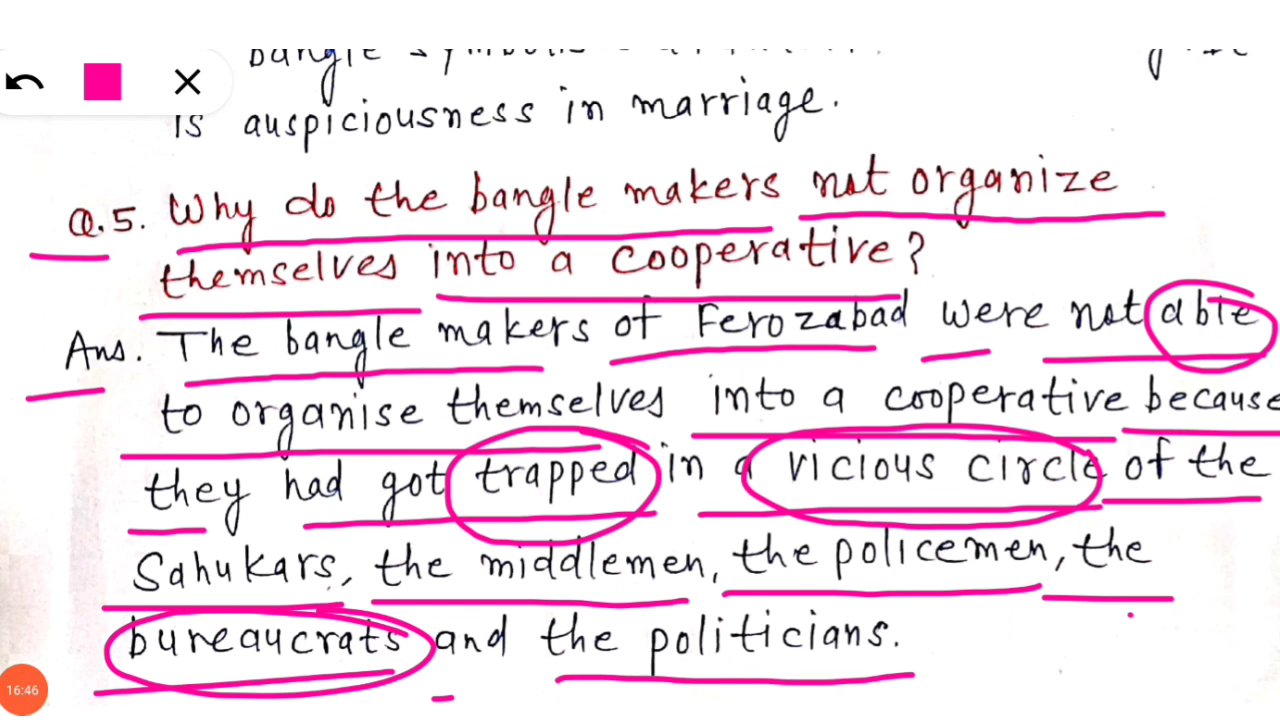 bangle
is auspiciousness in marriage.
Q.5. Why do the bangle makers not organize
themselves into a cooperative?
Ans. The bangle makers of Ferozabad were not able
to organise themselves into a cooperative because
they had got trapped in a vicious circle of the
Sahukars, the middlemen, the policemen, the
bureaucrats and the politicians.
16:46